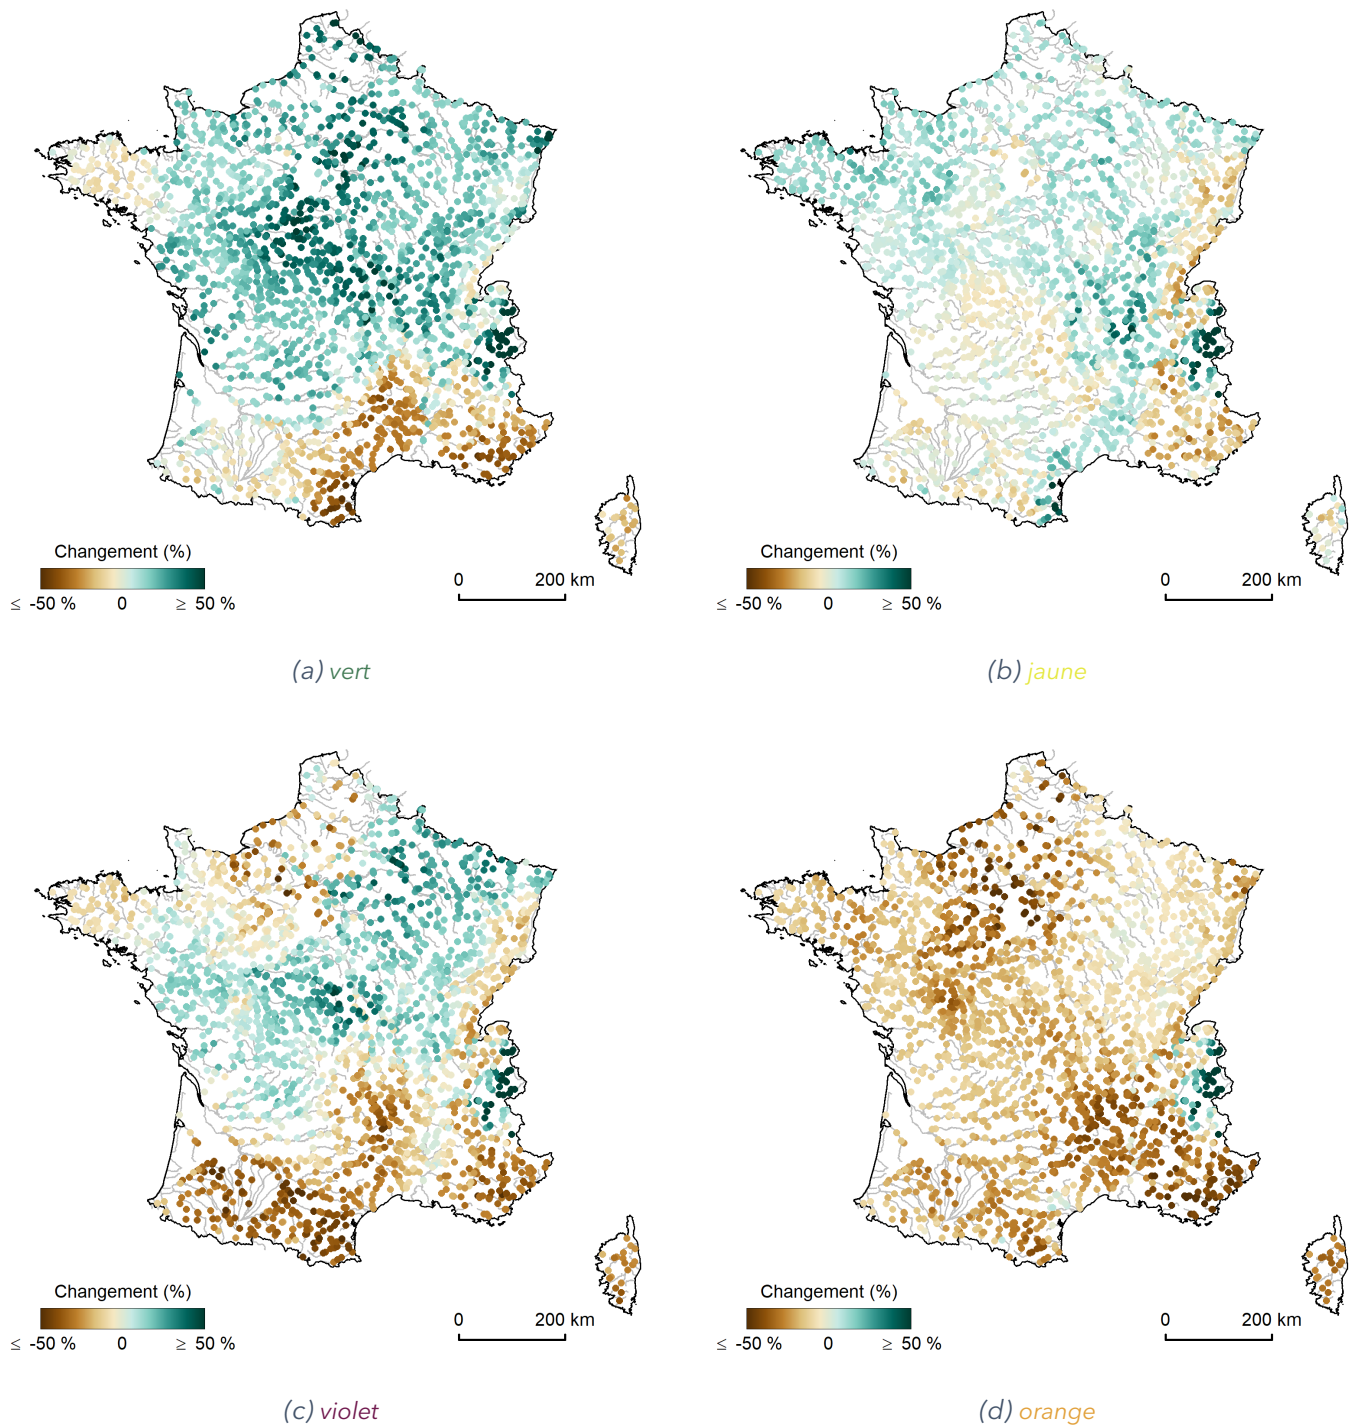 Changement (%)
≤ -50 % 0 ≥ 50 %
0 200 km
Changement (%)
≤ -50 % 0 ≥ 50 %
0 200 km
(a) vert
(b) jaune
Changement (%)
≤ -50 % 0 ≥ 50 %
0 200 km
Changement (%)
≤ -50 % 0 ≥ 50 %
0 200 km
(c) violet
(d) orange